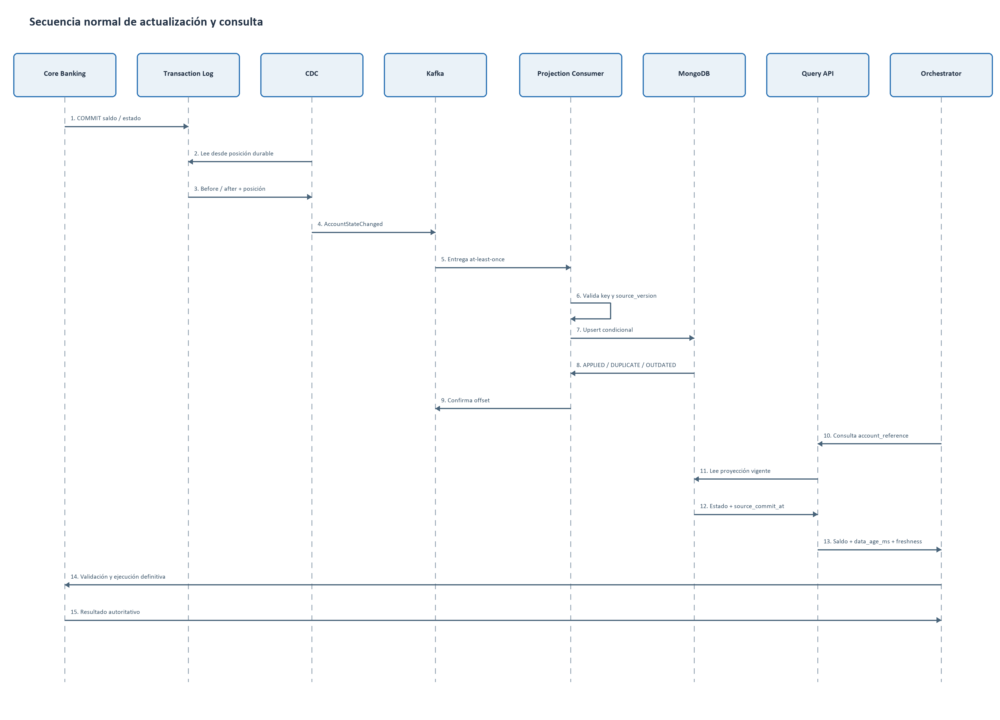 Secuencia normal de actualización y consulta
Core Banking
Transaction Log
CDC
Kafka
Projection Consumer
MongoDB
Query API
Orchestrator
1. COMMIT saldo / estado
2. Lee desde posición durable
3. Before / after + posición
4. AccountStateChanged
5. Entrega at-least-once
6. Valida key y source_version
7. Upsert condicional
8. APPLIED / DUPLICATE / OUTDATED
9. Confirma offset
10. Consulta account_reference
11. Lee proyección vigente
12. Estado + source_commit_at
13. Saldo + data_age_ms + freshness
14. Validación y ejecución definitiva
15. Resultado autoritativo